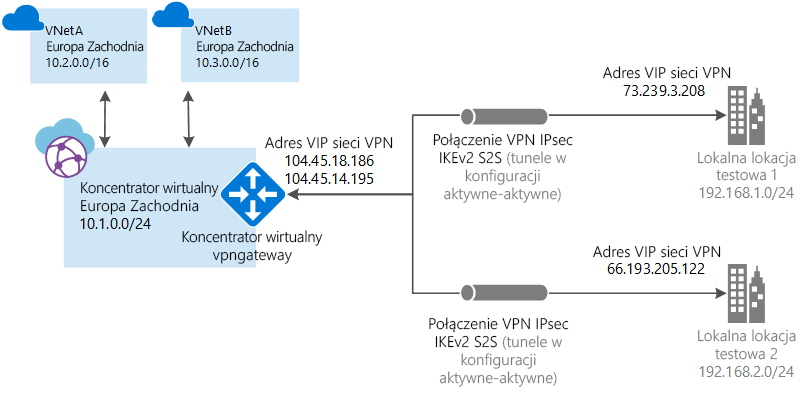 VNetA
Europa Zachodnia
10.2.0.0/16
VNetB
Europa Zachodnia
10.3.0.0/16
Koncentrator wirtualny
Europa Zachodnia
10.1.0.0/24
Koncentrator wirtualny
vpngateway
Adres VIP sieci VPN
104.45.18.186
104.45.14.195
Połączenie VPN IPsec
IKEv2 S2S (tunele w
konfiguracji
aktywne-aktywne)
Adres VIP sieci VPN
73.239.3.208
Lokalna lokacja
testowa 1
192.168.1.0/24
Połączenie VPN IPsec
IKEv2 S2S (tunele w
konfiguracji
aktywne-aktywne)
Adres VIP sieci VPN
66.193.205.122
Lokalna lokacja
testowa 2
192.168.2.0/24